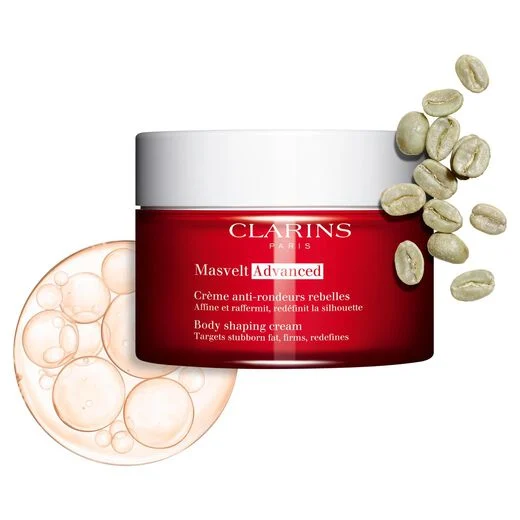 CLARINS
PARIS
Masvelt Advanced
Crème anti-rondeurs rebelles
Affine et raffermit, redéfinit la silhouette
Body shaping cream
Targets stubborn fat, firms, redefines